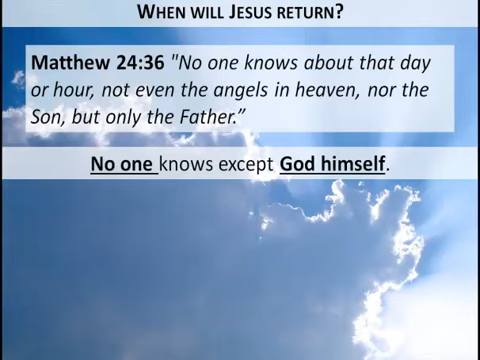 WHEN WILL JESUS RETURN?
Matthew 24:36 "No one knows about that day
or hour, not even the angels in heaven, nor the
Son, but only the Father.”
No one knows except God himself.